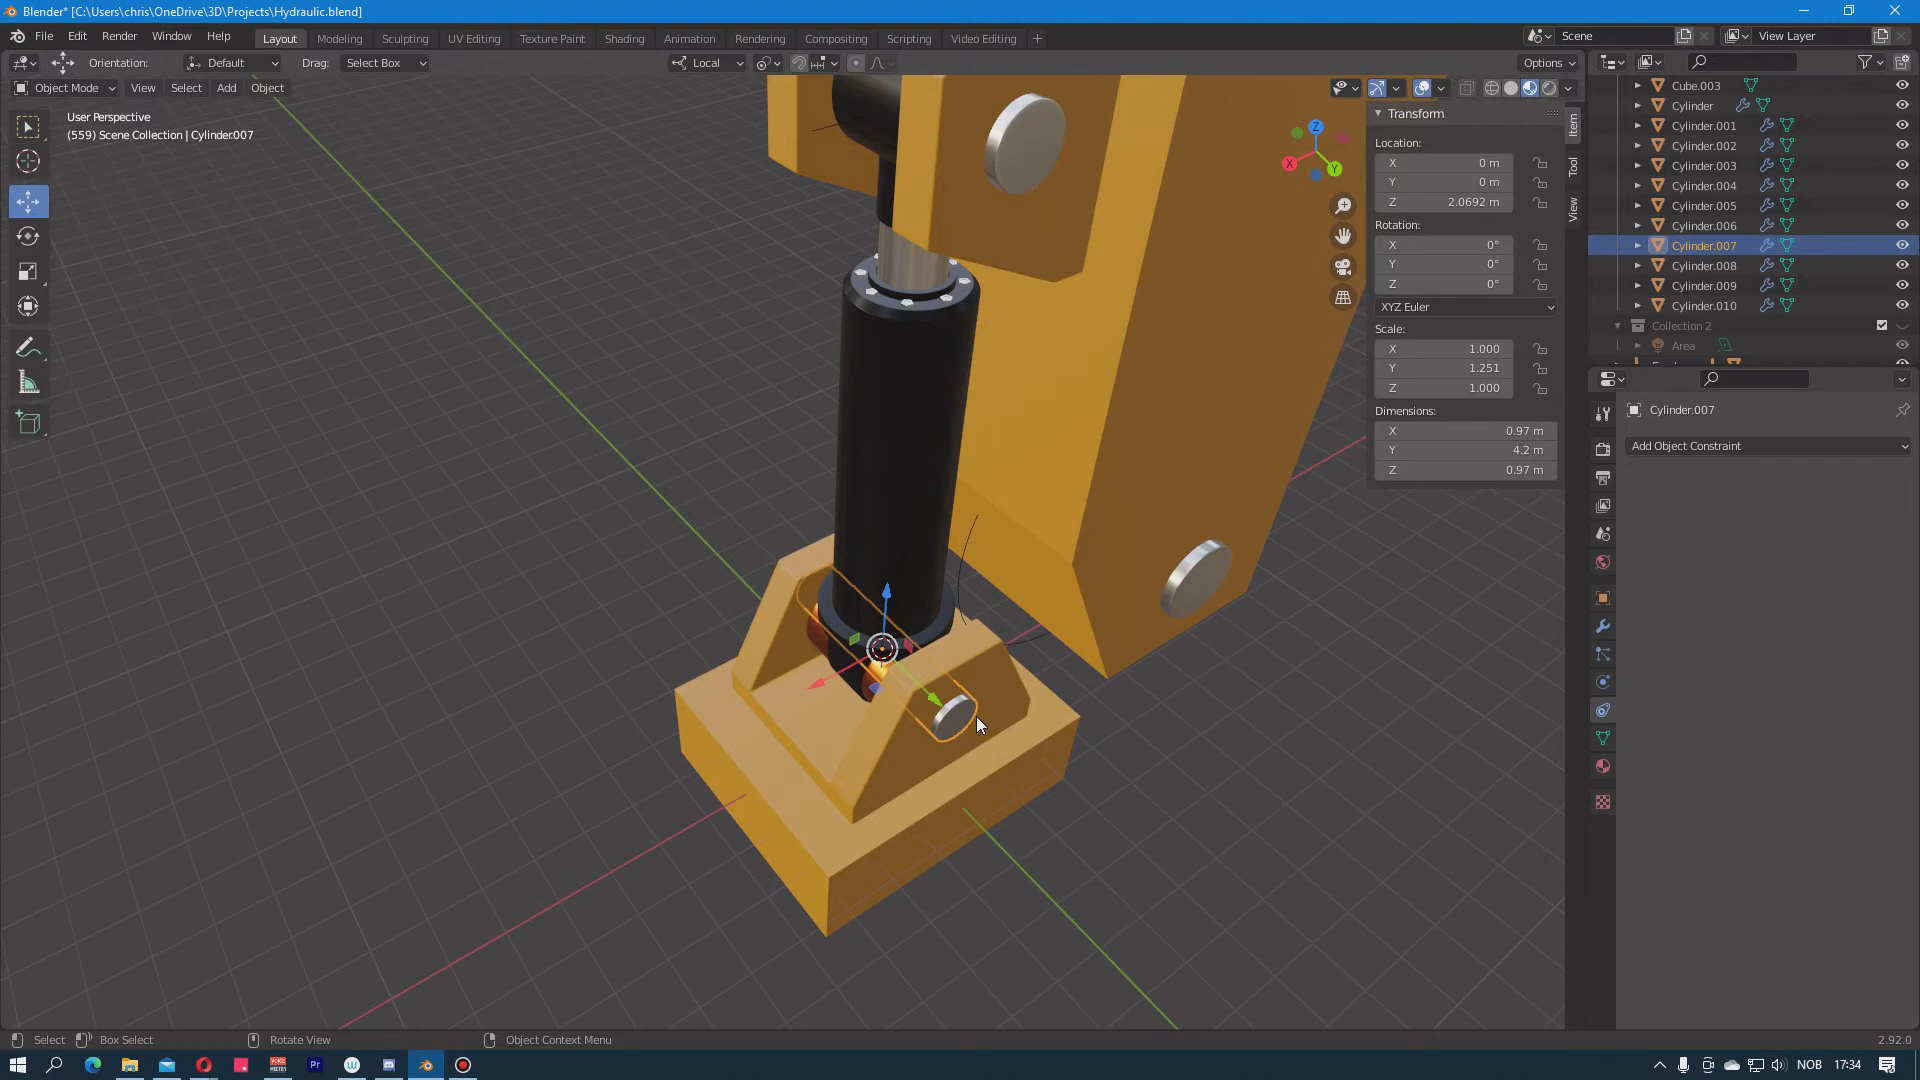 Blender* [C:\Users\chris\OneDrive\3D\Projects\Hydraulic.blend]
File Edit Render Window Help Layout Modeling Sculpting UV Editing Texture Paint Shading Animation Rendering Compositing Scripting Video Editing + Scene View Layer
Orientation: Default Drag: Select Box Local Options
Object Mode View Select Add Object
User Perspective
(559) Scene Collection | Cylinder.007
Z
X
Y
Transform
Location:
X 0 m
Y 0 m
Z 2.0692 m
Rotation:
X 0°
Y 0°
Z 0°
XYZ Euler
Scale:
X 1.000
Y 1.251
Z 1.000
Dimensions:
X 0.97 m
Y 4.2 m
Z 0.97 m
Item
Tool
View
Cube.003
Cylinder
Cylinder.001
Cylinder.002
Cylinder.003
Cylinder.004
Cylinder.005
Cylinder.006
Cylinder.007
Cylinder.008
Cylinder.009
Cylinder.010
Collection 2
Area
Cylinder.007
Add Object Constraint
Select Box Select Rotate View Object Context Menu 2.92.0
Pr NOB 17:34